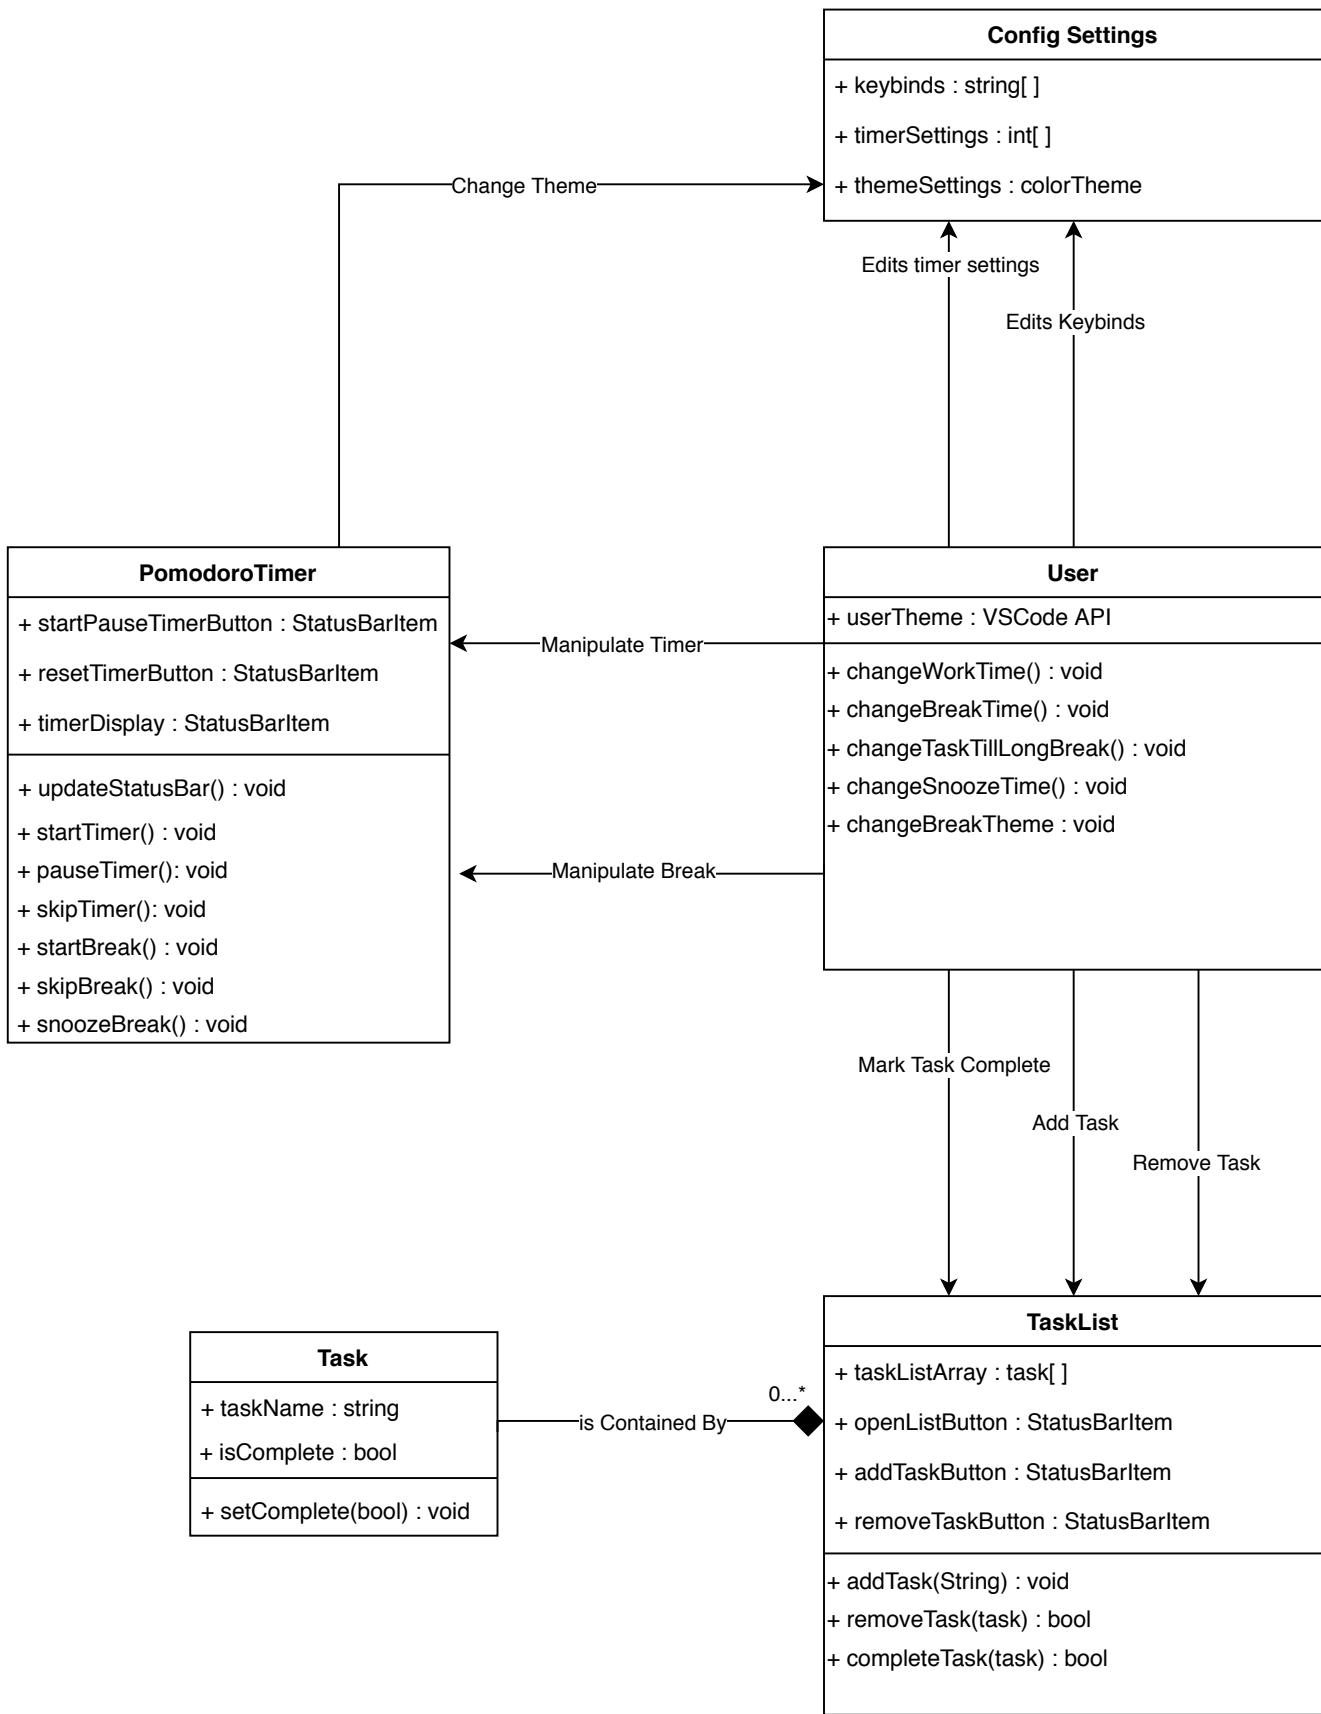 Config Settings
+ keybinds : string[ ]
+ timerSettings : int[ ]
+ themeSettings : colorTheme
Change Theme
Edits timer settings
Edits Keybinds
PomodoroTimer
+ startPauseTimerButton : StatusBarItem
+ resetTimerButton : StatusBarItem
+ timerDisplay : StatusBarItem
+ updateStatusBar() : void
+ startTimer() : void
+ pauseTimer(): void
+ skipTimer(): void
+ startBreak() : void
+ skipBreak() : void
+ snoozeBreak() : void
Manipulate Timer
Manipulate Break
User
+ userTheme : VSCode API
+ changeWorkTime() : void
+ changeBreakTime() : void
+ changeTaskTillLongBreak() : void
+ changeSnoozeTime() : void
+ changeBreakTheme : void
Mark Task Complete
Add Task
Remove Task
Task
+ taskName : string
+ isComplete : bool
+ setComplete(bool) : void
is Contained By
0...*
TaskList
+ taskListArray : task[ ]
+ openListButton : StatusBarItem
+ addTaskButton : StatusBarItem
+ removeTaskButton : StatusBarItem
+ addTask(String) : void
+ removeTask(task) : bool
+ completeTask(task) : bool